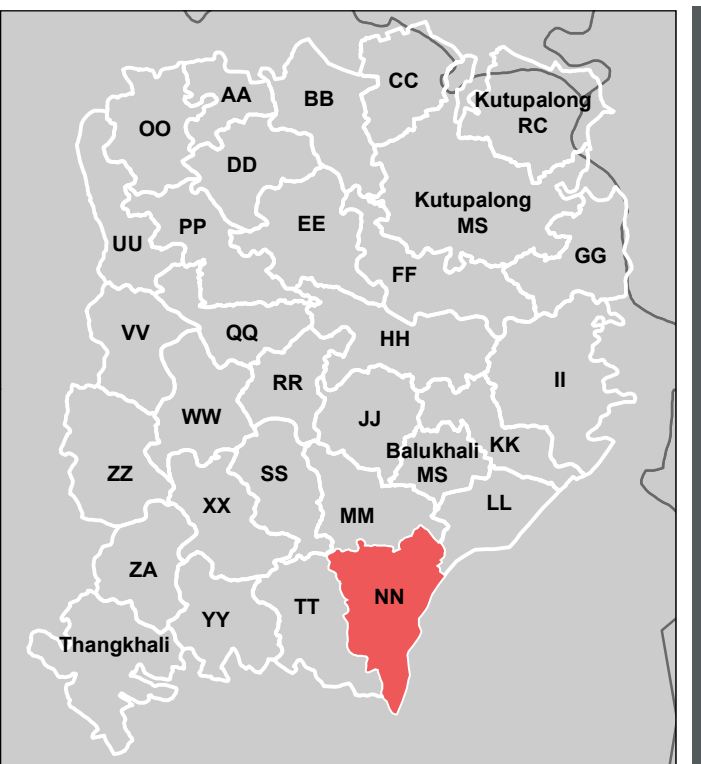 CC
AA
BB
Kutupalong
RC
OO
DD
Kutupalong
MS
PP
EE
UU
GG
FF
VV
QQ
HH
II
RR
WW
JJ
Balukhali
MS
KK
ZZ
SS
XX
LL
MM
ZA
NN
TT
YY
Thangkhali